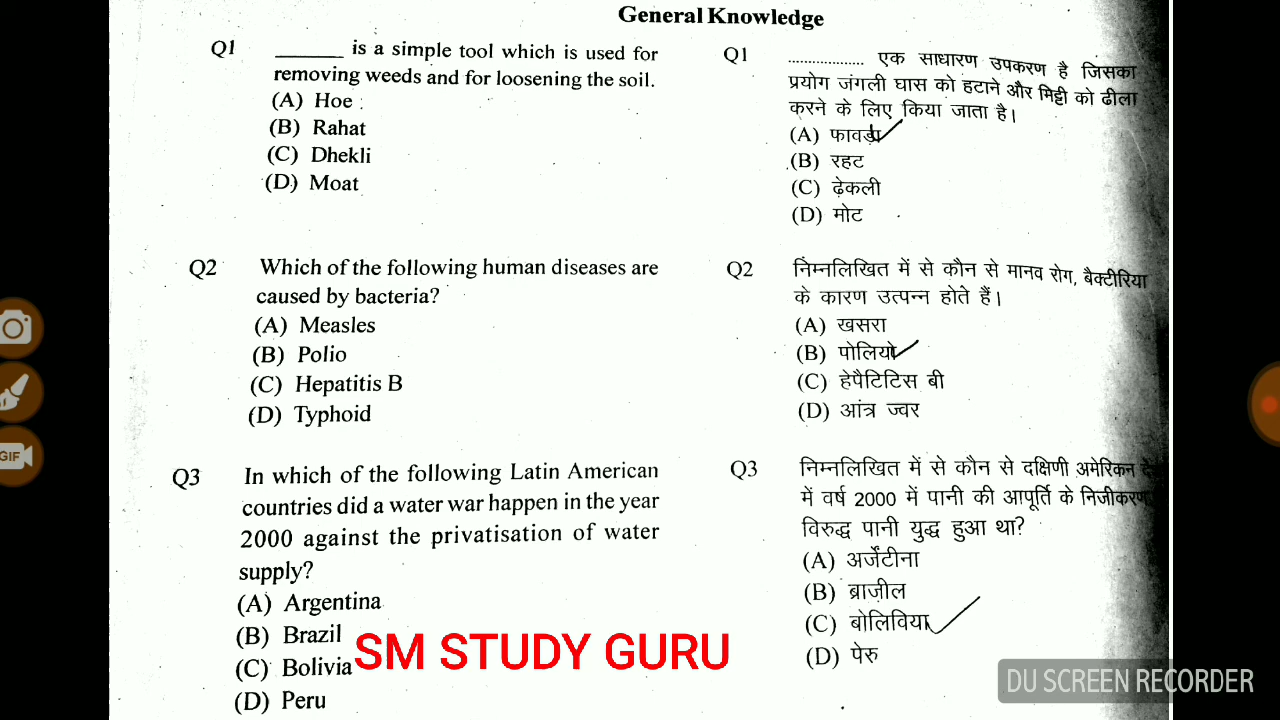 General Knowledge
Q1 ______ is a simple tool which is used for
removing weeds and for loosening the soil.
(A) Hoe
(B) Rahat
(C) Dhekli
(D) Moat
Q2 Which of the following human diseases are
caused by bacteria?
(A) Measles
(B) Polio
(C) Hepatitis B
(D) Typhoid
Q3 In which of the following Latin American
countries did a water war happen in the year
2000 against the privatisation of water
supply?
(A) Argentina
(B) Brazil
(C) Bolivia
(D) Peru
Q1 ................... एक साधारण उपकरण है जिसका
प्रयोग जंगली घास को हटाने और मिट्टी को ढीला
करने के लिए किया जाता है।
(A) फावड़ा
(B) रहट
(C) ढ़ेकली
(D) मोट
Q2 निम्नलिखित में से कौन से मानव रोग, बैक्टीरिया
के कारण उत्पन्न होते हैं।
(A) खसरा
(B) पोलियो
(C) हेपैटिटिस बी
(D) आंत्र ज्वर
Q3 निम्नलिखित में से कौन से दक्षिणी अमेरिकन
में वर्ष 2000 में पानी की आपूर्ति के निजीकरण
विरुद्ध पानी युद्ध हुआ था?
(A) अर्जेंटीना
(B) ब्राज़ील
(C) बोलिविया
(D) पेरु
SM STUDY GURU
DU SCREEN RECORDER
GIF